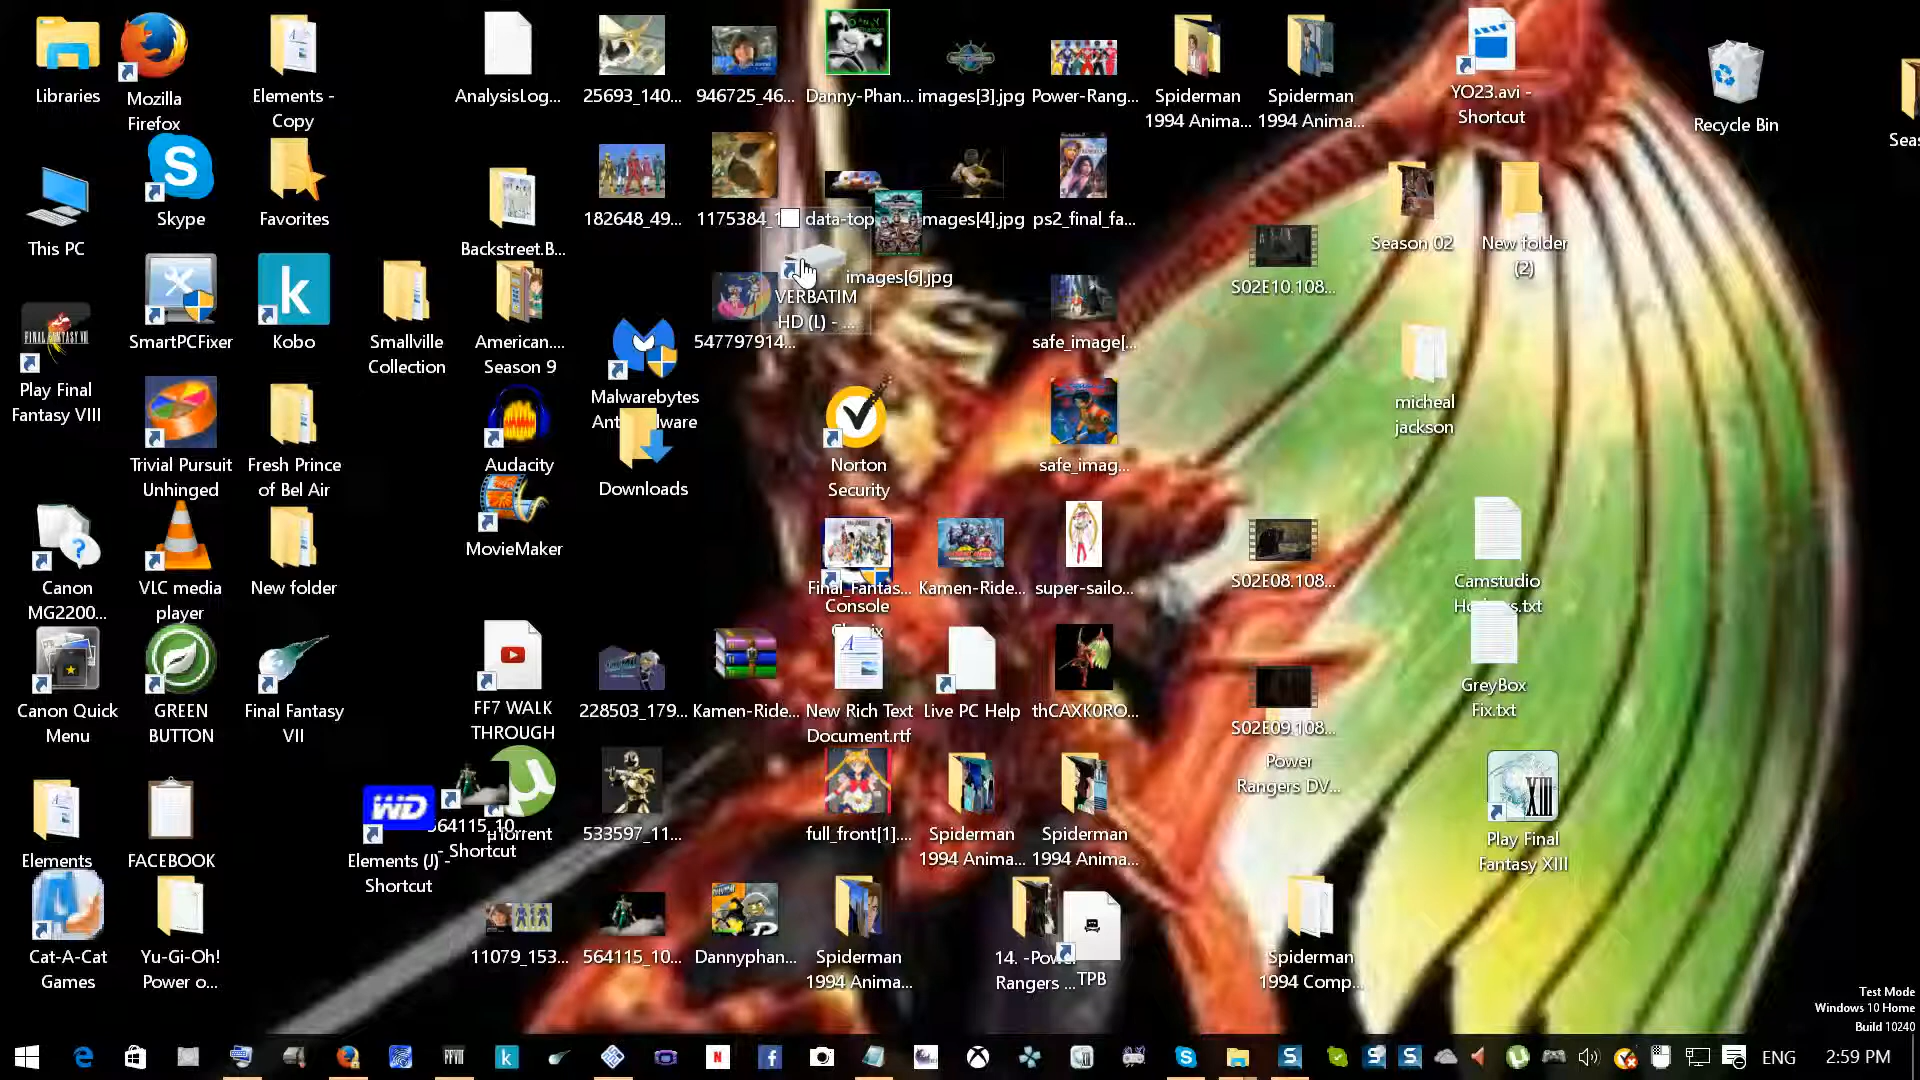 Libraries
Mozilla
Firefox
Elements -
Copy
AnalysisLog...
25693_140...
946725_46...
Danny-Phan...
images[3].jpg
Power-Rang...
Spiderman
1994 Anima...
Spiderman
1994 Anima...
YO23.avi -
Shortcut
Recycle Bin
Seas
This PC
Skype
Favorites
Backstreet.B...
182648_49...
1175384_1
data-top
mages[4].jpg
ps2_final_fa...
S02E10.108...
Season 02
New folder
(2)
Play Final
Fantasy VIII
SmartPCFixer
Kobo
Smallville
Collection
American....
Season 9
Malwarebytes
Ant
lware
547797914...
VERBATIM
HD (L) - ...
images[6].jpg
safe_image[...
micheal
jackson
Trivial Pursuit
Unhinged
Fresh Prince
of Bel Air
Audacity
Downloads
Norton
Security
safe_imag...
MovieMaker
Canon
MG2200...
VLC media
player
New folder
Final_Fantas...
Console
Kamen-Ride...
super-sailo...
S02E08.108...
Camstudio
Ho
s.txt
Canon Quick
Menu
GREEN
BUTTON
Final Fantasy
VII
FF7 WALK
THROUGH
228503_179...
Kamen-Ride...
New Rich Text
Document.rtf
Live PC Help
thCAXK0RO...
S02E09.108...
GreyBox
Fix.txt
Power
Rangers DV...
Elements
FACEBOOK
WD
Elements (J) -
Shortcut
564115_10
- Shortcut
orrent
533597_11...
full_front[1]....
Spiderman
1994 Anima...
Spiderman
1994 Anima...
XIII
Play Final
Fantasy XIII
Cat-A-Cat
Games
Yu-Gi-Oh!
Power o...
11079_153...
564115_10...
Dannyphan...
Spiderman
1994 Anima...
14. -Pow
Rangers ...
TPB
Spiderman
1994 Comp...
Test Mode
Windows 10 Home
Build 10240
ENG
2:59 PM